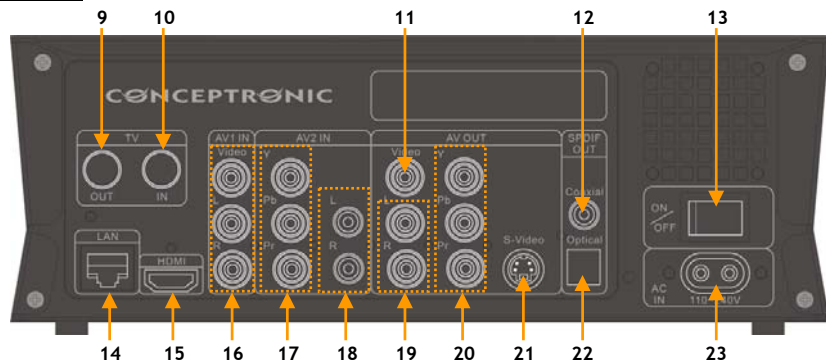 9 10 11 12 13
CONCEPTRONIC
TV AV1 IN AV2 IN AV OUT SPDIF
OUT
Video Y Video Y
OUT IN
L Pb L L Pb Coaxial
ON
OFF
LAN
HDMI
R Pr R R Pr S-Video Optical
AC
IN 110 40V
14 15 16 17 18 19 20 21 22 23